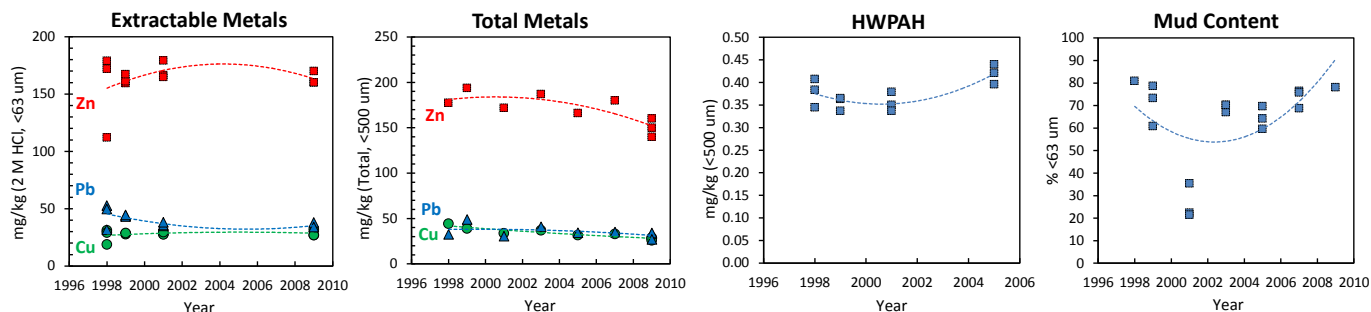 Extractable Metals
mg/kg (2 M HCl, <63 um)
200
150
100
50
0
Zn
Pb
Cu
1996 1998 2000 2002 2004 2006 2008 2010
Year
Total Metals
mg/kg (Total, <500 um)
250
200
150
100
50
0
Zn
Pb
Cu
1996 1998 2000 2002 2004 2006 2008 2010
Year
HWPAH
mg/kg (<500 um)
0.50
0.45
0.40
0.35
0.30
0.25
0.20
0.15
0.10
0.05
0.00
1996 1998 2000 2002 2004 2006
Year
Mud Content
% <63 um
100
90
80
70
60
50
40
30
20
10
0
1996 1998 2000 2002 2004 2006 2008 2010
Year